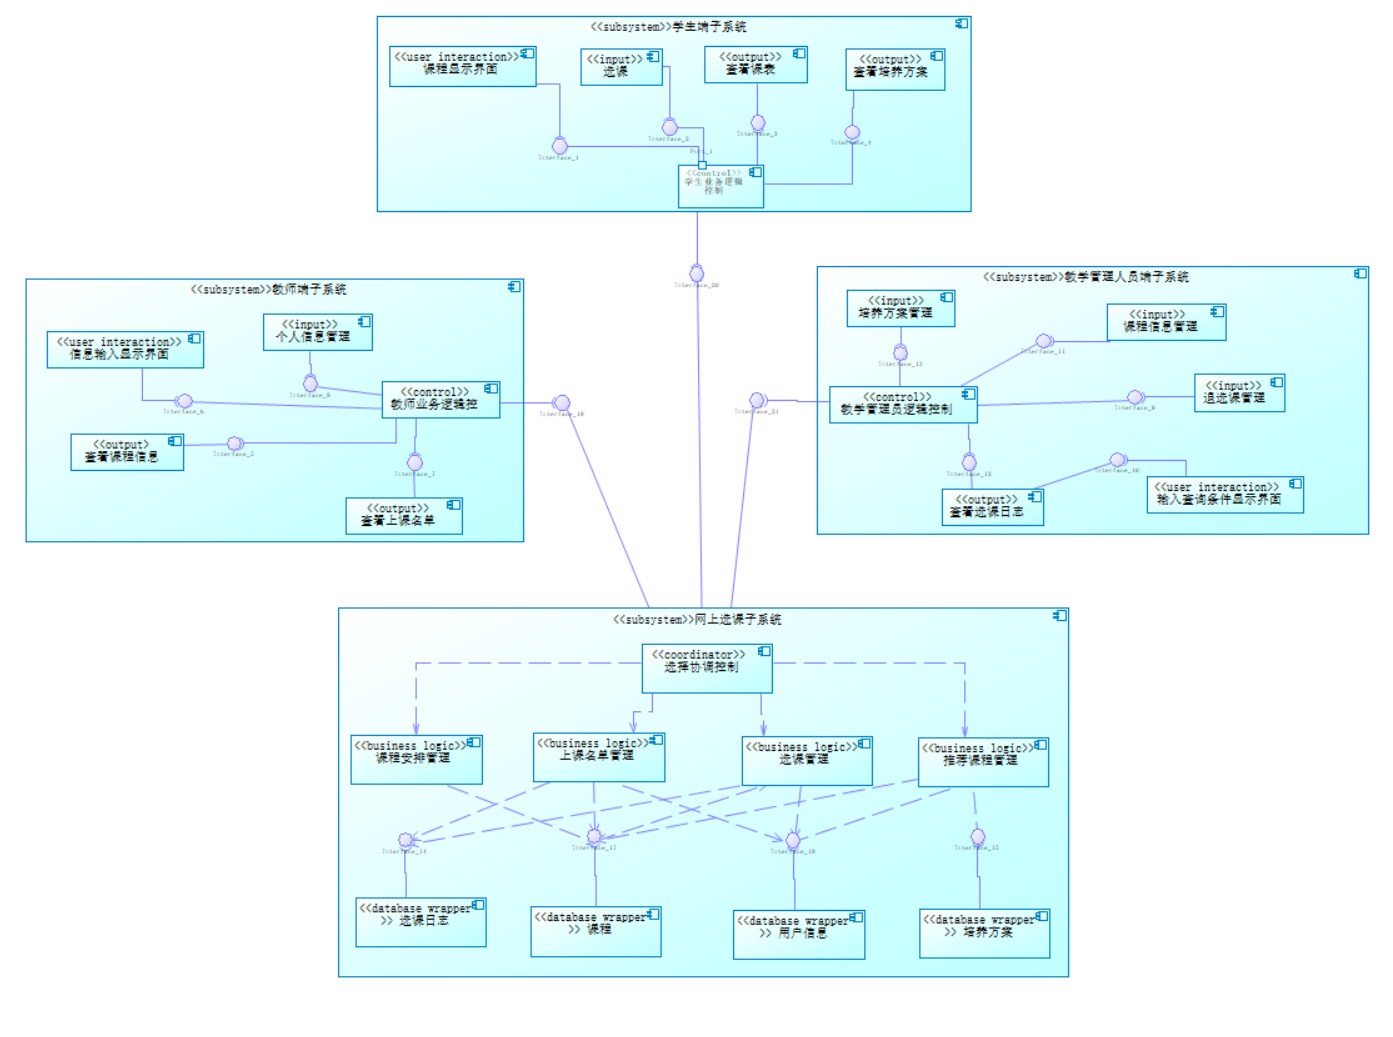 <<subsystem>>学生端子系统
<<user interaction>>
课程显示界面
<<input>>
选课
<<output>>
查看课表
<<output>>
查看培养方案
Interface_1
Interface_2
Interface_3
Interface_4
Port_1
<<control>>
学生业务逻辑
控制
Interface_20
<<subsystem>>教师端子系统
<<user interaction>>
信息输入显示界面
<<input>>
个人信息管理
Interface_6
<<control>>
教师业务逻辑控
<<output>
查看课程信息
Interface_5
<<output>>
查看上课名单
<<subsystem>>教学管理人员端子系统
<<input>>
培养方案管理
<<input>>
课程信息管理
Interface_11
<<control>>
教学管理员逻辑控制
<<input>>
退选课管理
<<output>>
查看选课日志
<<user interaction>>
输入查询条件显示界面
Interface_21
<<subsystem>>网上选课子系统
<<coordinator>>
选择协调控制
<<business logic>>
课程安排管理
<<business logic>>
上课名单管理
<<business logic>>
选课管理
<<business logic>>
推荐课程管理
Interface_14
<<database wrapper
>> 选课日志
<<database wrapper
>> 课程
<<database wrapper
>> 用户信息
<<database wrapper
>> 培养方案